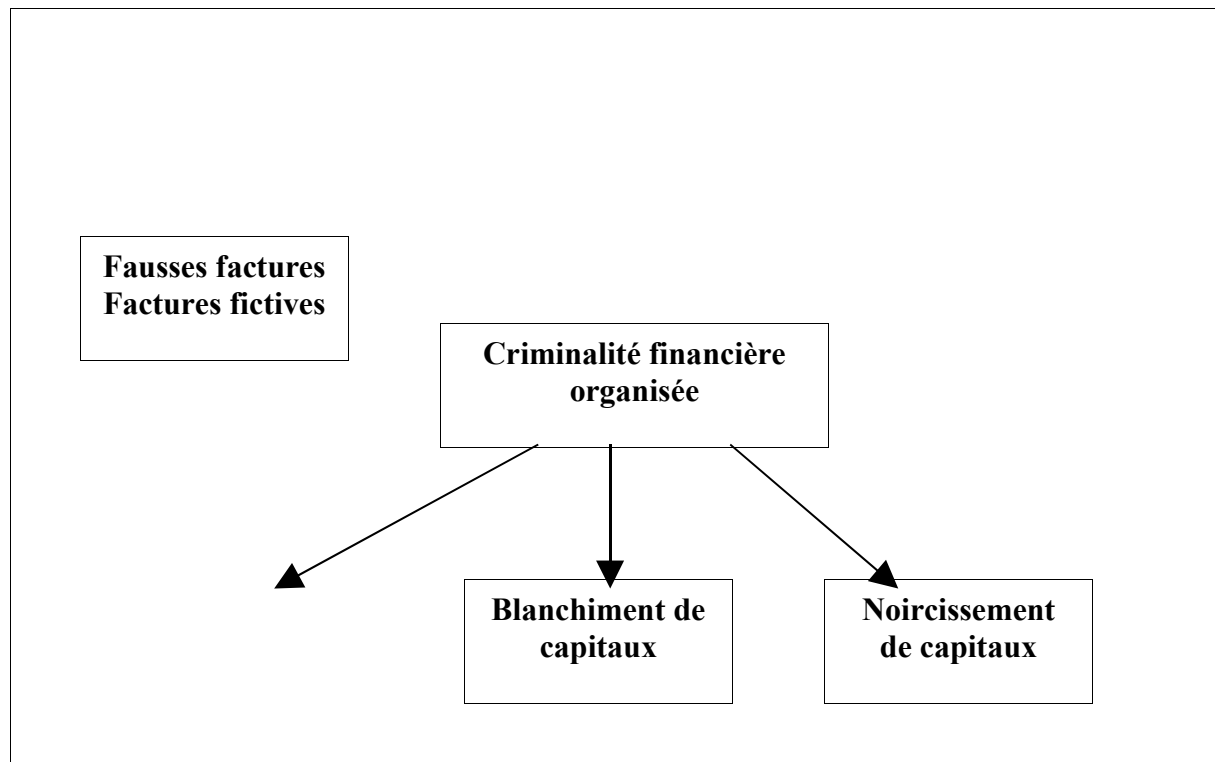 Fausses factures
Factures fictives
Criminalité financière
organisée
Blanchiment de
capitaux
Noircissement
de capitaux